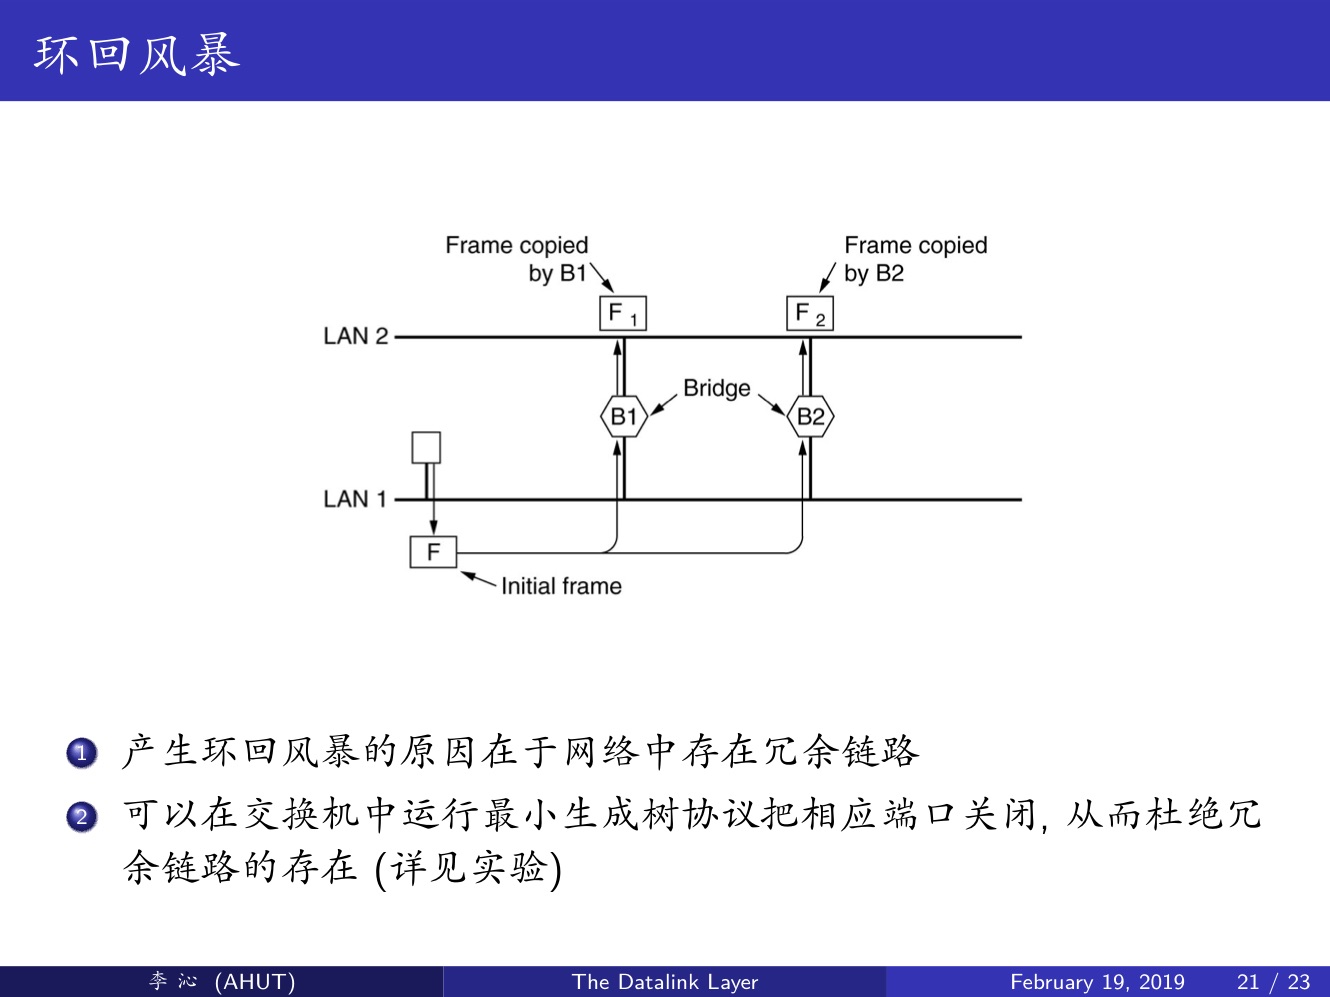 环回风暴
Frame copied
by B1
Frame copied
by B2
F 1
F 2
LAN 2
Bridge
B1
B2
LAN 1
F
Initial frame
1 产生环回风暴的原因在于网络中存在冗余链路
2 可以在交换机中运行最小生成树协议把相应端口关闭, 从而杜绝冗
余链路的存在 (详见实验)
李 沁 (AHUT)
The Datalink Layer
February 19, 2019
21 / 23